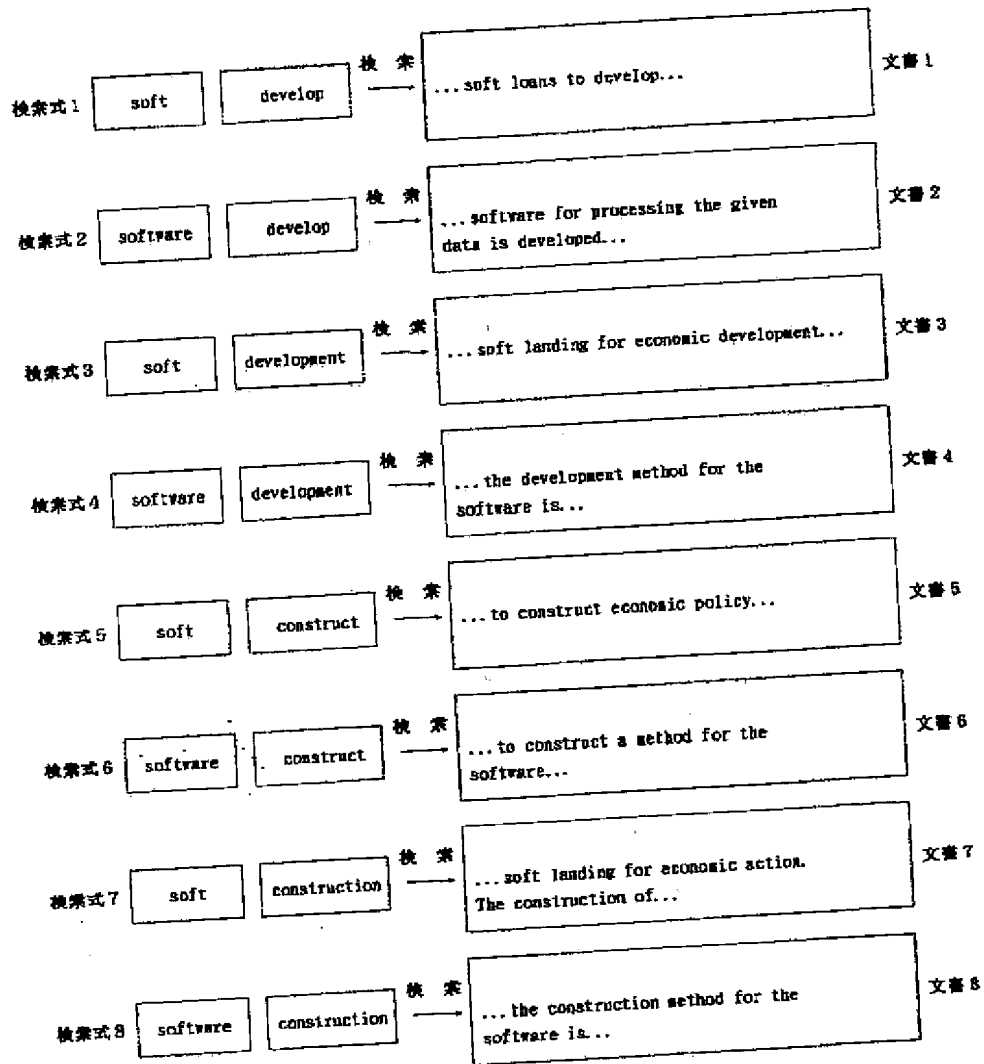 検索式1 soft develop 検索 ...soft loans to develop... 文書1
検索式2 software develop 検索 ...software for processing the given 文書2
data is developed...
検索式3 soft development 検索 ...soft landing for economic development... 文書3
検索式4 software development 検索 ...the development method for the 文書4
software is...
検索式5 soft construct 検索 ...to construct economic policy... 文書5
検索式6 software construct 検索 ...to construct a method for the 文書6
software...
検索式7 soft construction 検索 ...soft landing for economic action. 文書7
The construction of...
検索式8 software construction 検索 ...the construction method for the 文書8
software is...